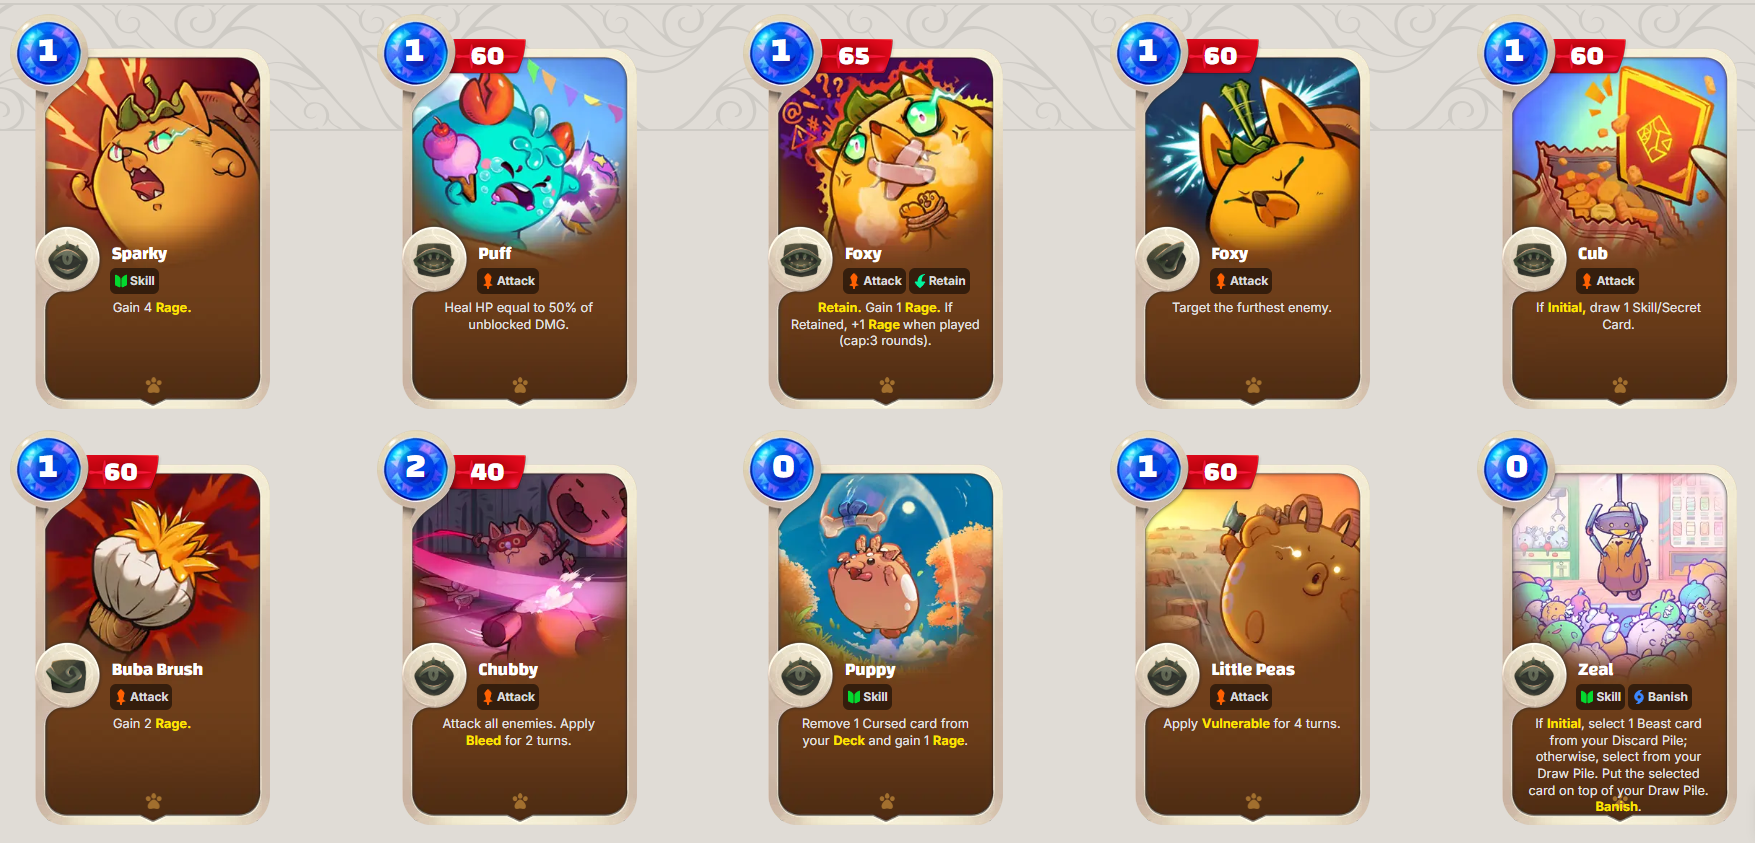 1
Sparky
Skill
Gain 4 Rage.
1
60
Puff
Attack
Heal HP equal to 50% of
unblocked DMG.
1
65
Foxy
Attack Retain
Retain. Gain 1 Rage. If
Retained, +1 Rage when played
(cap:3 rounds).
1
60
Foxy
Attack
Target the furthest enemy.
1
60
Cub
Attack
If Initial, draw 1 Skill/Secret
Card.
1
60
Buba Brush
Attack
Gain 2 Rage.
2
40
Chubby
Attack
Attack all enemies. Apply
Bleed for 2 turns.
0
Puppy
Skill
Remove 1 Cursed card from
your Deck and gain 1 Rage.
1
60
Little Peas
Attack
Apply Vulnerable for 4 turns.
0
Zeal
Skill Banish
If Initial, select 1 Beast card
from your Discard Pile;
otherwise, select from your
Draw Pile. Put the selected
card on top of your Draw Pile.
Banish.